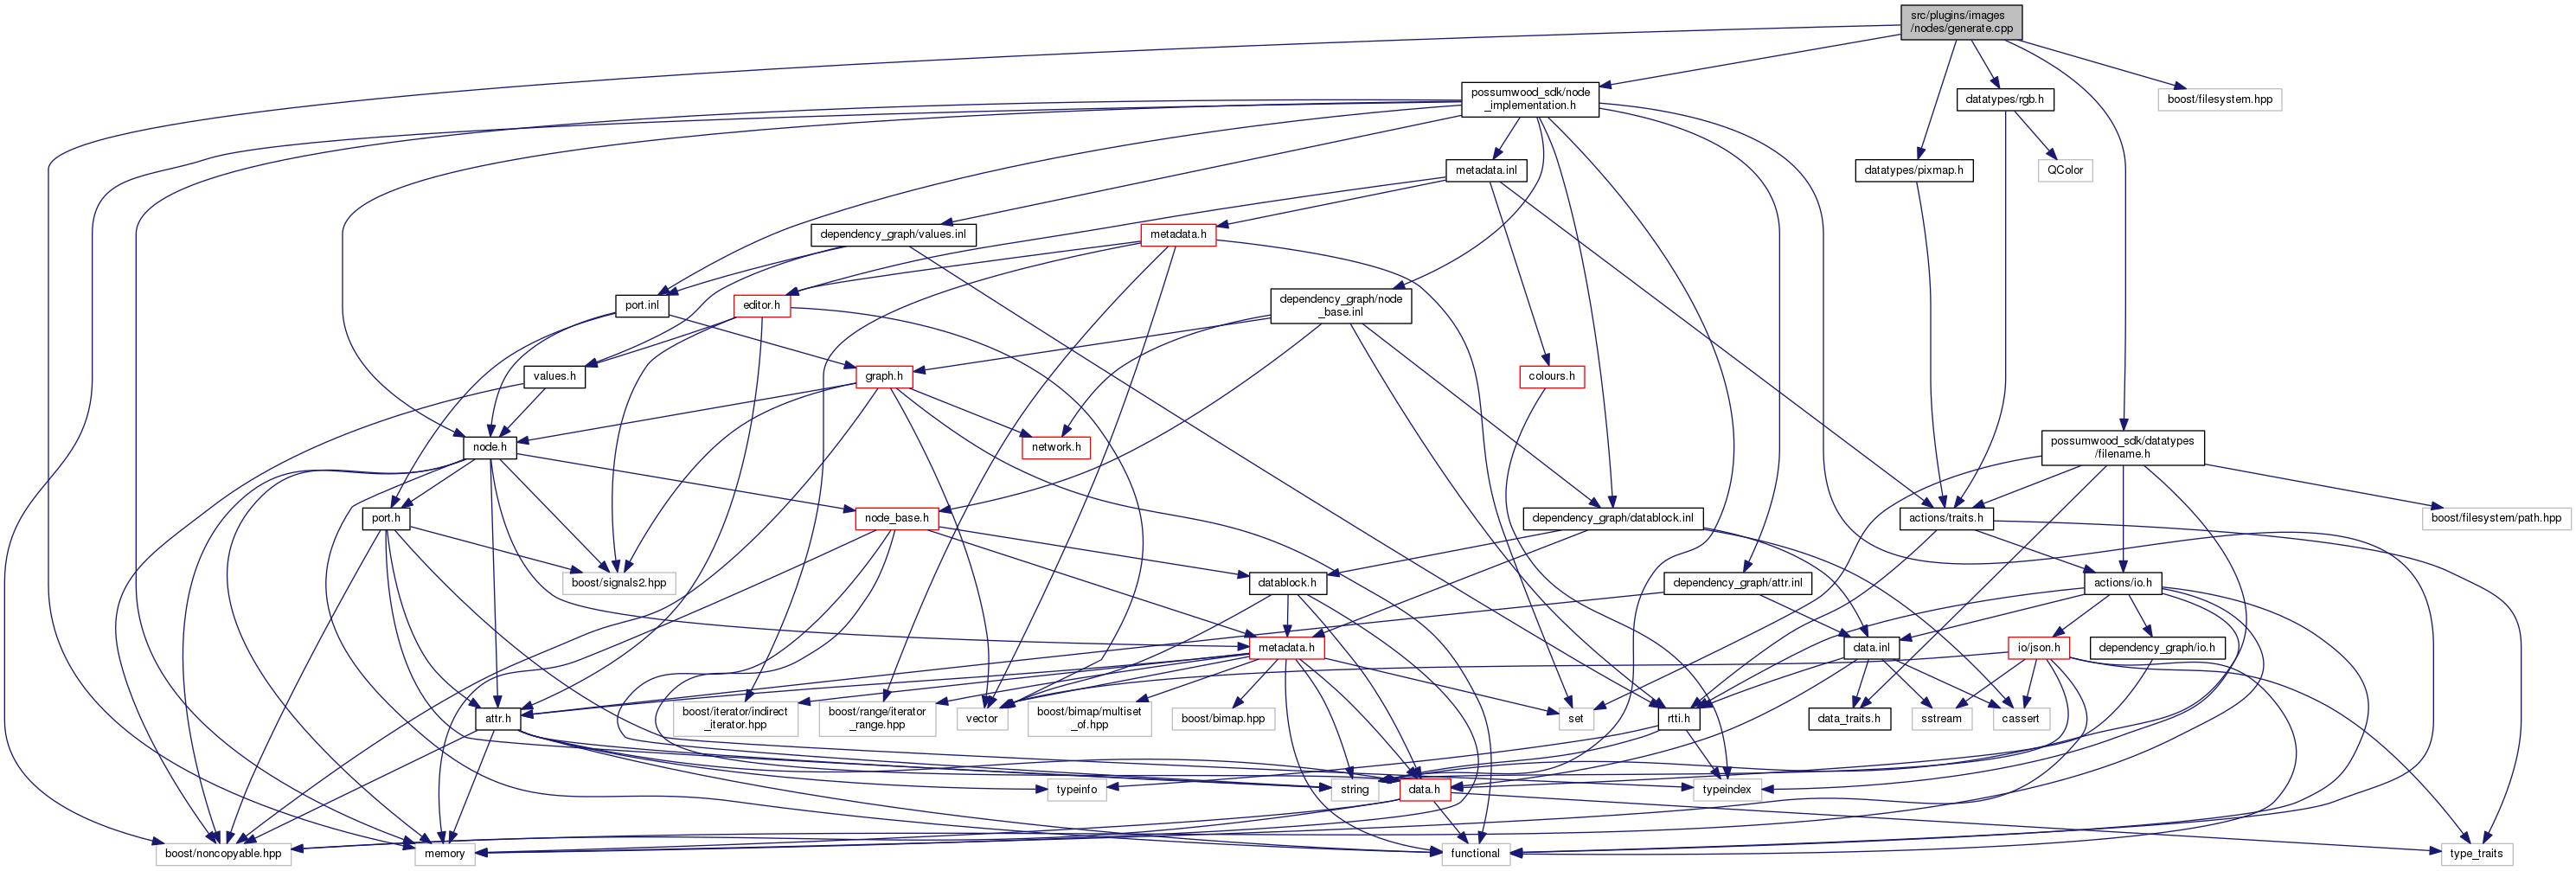 src/plugins/images
/nodes/generate.cpp
possumwood_sdk/node
_implementation.h
datatypes/rgb.h
boost/filesystem.hpp
metadata.inl
datatypes/pixmap.h
QColor
dependency_graph/values.inl
metadata.h
port.inl
editor.h
dependency_graph/node
_base.inl
values.h
graph.h
colours.h
node.h
network.h
possumwood_sdk/datatypes
/filename.h
port.h
node_base.h
dependency_graph/datablock.inl
actions/traits.h
boost/filesystem/path.hpp
boost/signals2.hpp
datablock.h
dependency_graph/attr.inl
actions/io.h
metadata.h
data.inl
io/json.h
dependency_graph/io.h
attr.h
boost/iterator/indirect
_iterator.hpp
boost/range/iterator
_range.hpp
vector
boost/bimap/multiset
_of.hpp
boost/bimap.hpp
set
rtti.h
data_traits.h
sstream
cassert
typeinfo
string
data.h
typeindex
boost/noncopyable.hpp
memory
functional
type_traits